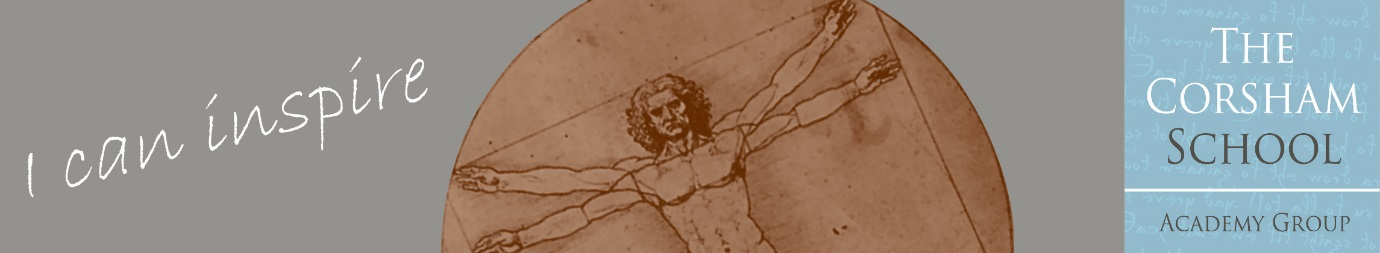 I can inspire
THE
CORSHAM
SCHOOL
ACADEMY GROUP